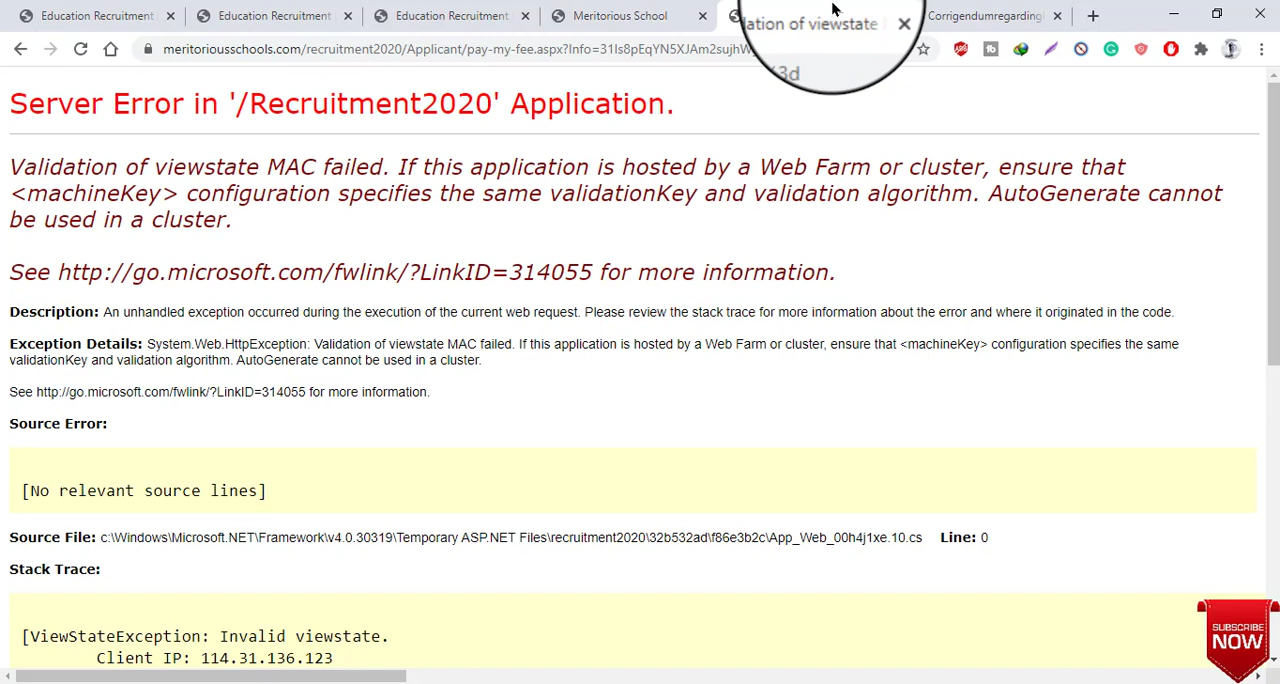 Education Recruitment
Education Recruitment
Education Recruitment
Meritorious School
lation of viewstate
Corrigendumregarding
meritoriousschools.com/recruitment2020/Applicant/pay-my-fee.aspx?Info=31Is8pEqYN5XJAm2sujhW
3d
Server Error in '/Recruitment2020' Application.
Validation of viewstate MAC failed. If this application is hosted by a Web Farm or cluster, ensure that
<machineKey> configuration specifies the same validationKey and validation algorithm. AutoGenerate cannot
be used in a cluster.
See http://go.microsoft.com/fwlink/?LinkID=314055 for more information.
Description: An unhandled exception occurred during the execution of the current web request. Please review the stack trace for more information about the error and where it originated in the code.
Exception Details: System.Web.HttpException: Validation of viewstate MAC failed. If this application is hosted by a Web Farm or cluster, ensure that <machineKey> configuration specifies the same
validationKey and validation algorithm. AutoGenerate cannot be used in a cluster.
See http://go.microsoft.com/fwlink/?LinkID=314055 for more information.
Source Error:
[No relevant source lines]
Source File: c:\Windows\Microsoft.NET\Framework\v4.0.30319\Temporary ASP.NET Files\recruitment2020\32b532ad\f86e3b2c\App_Web_00h4j1xe.10.cs Line: 0
Stack Trace:
[ViewStateException: Invalid viewstate.
Client IP: 114.31.136.123
SUBSCRIBE
NOW